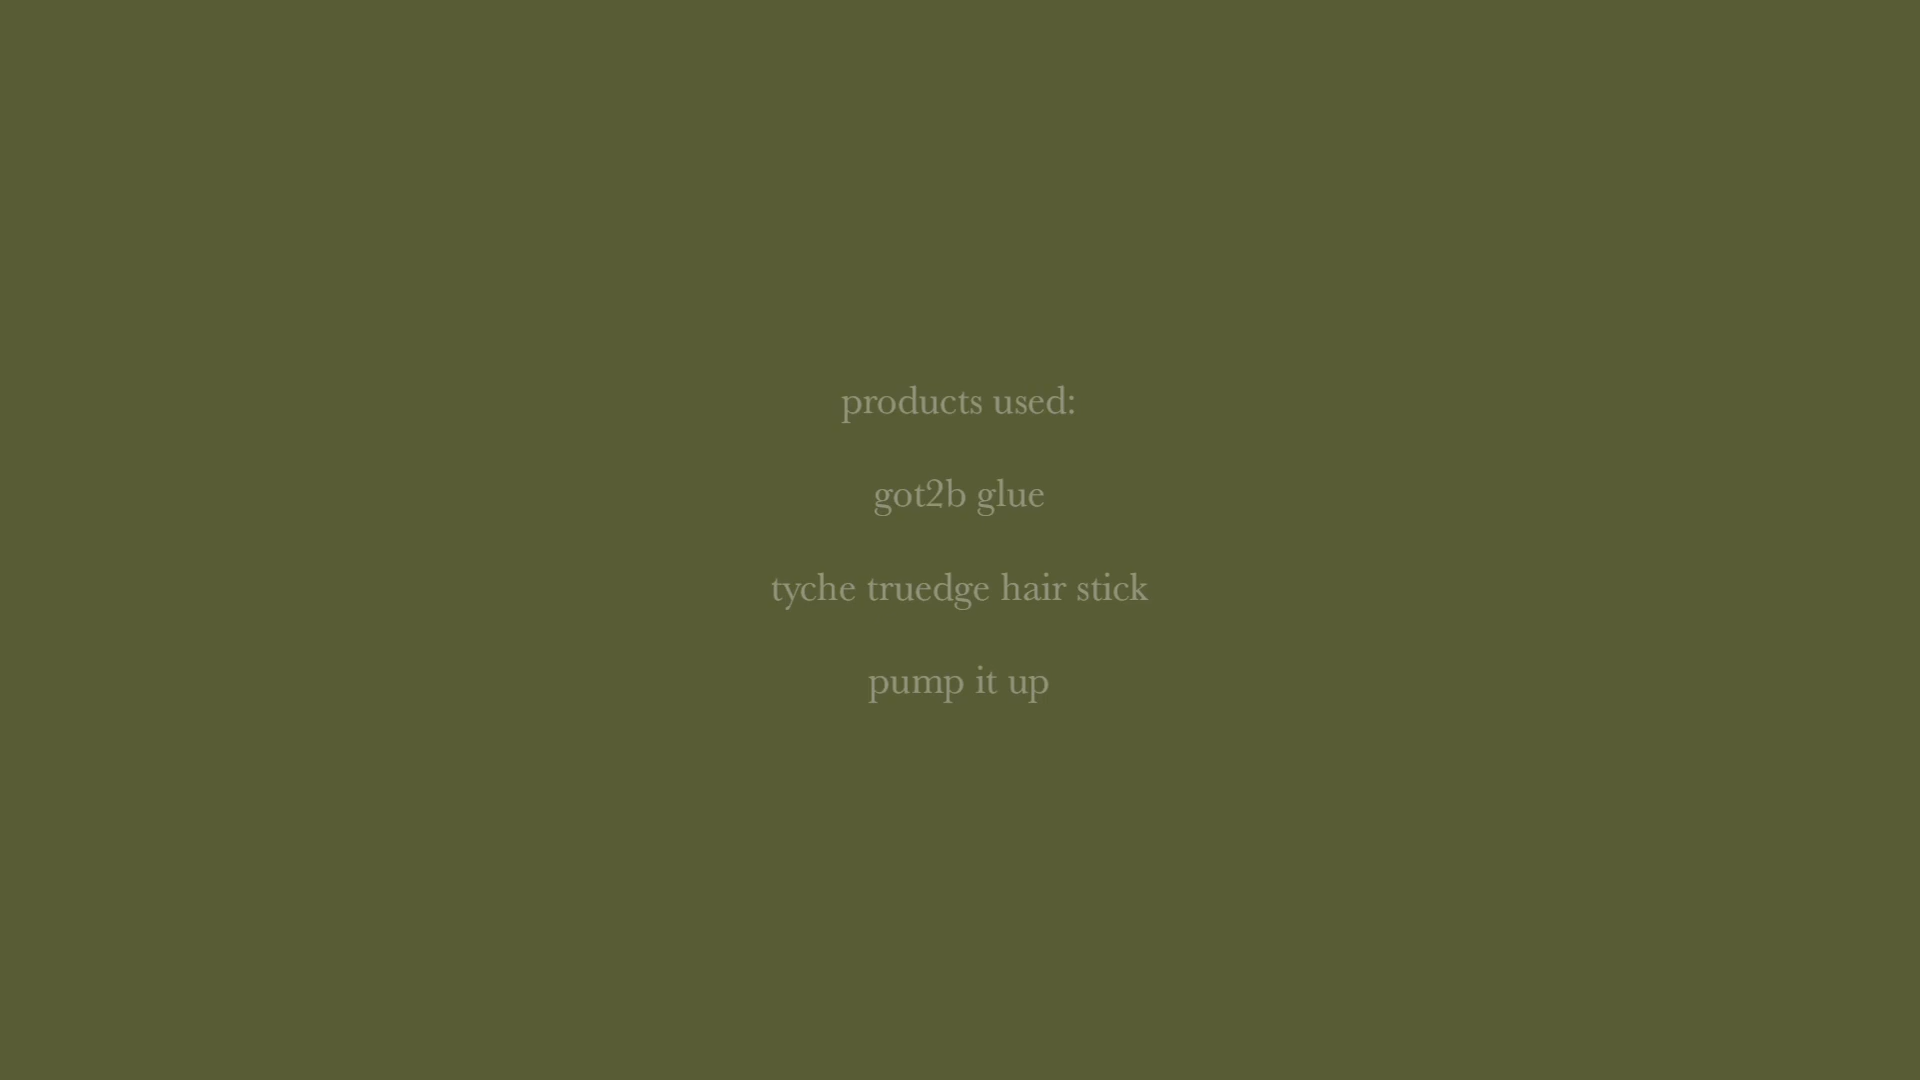 products used:
got2b glue
tyche truedge hair stick
pump it up